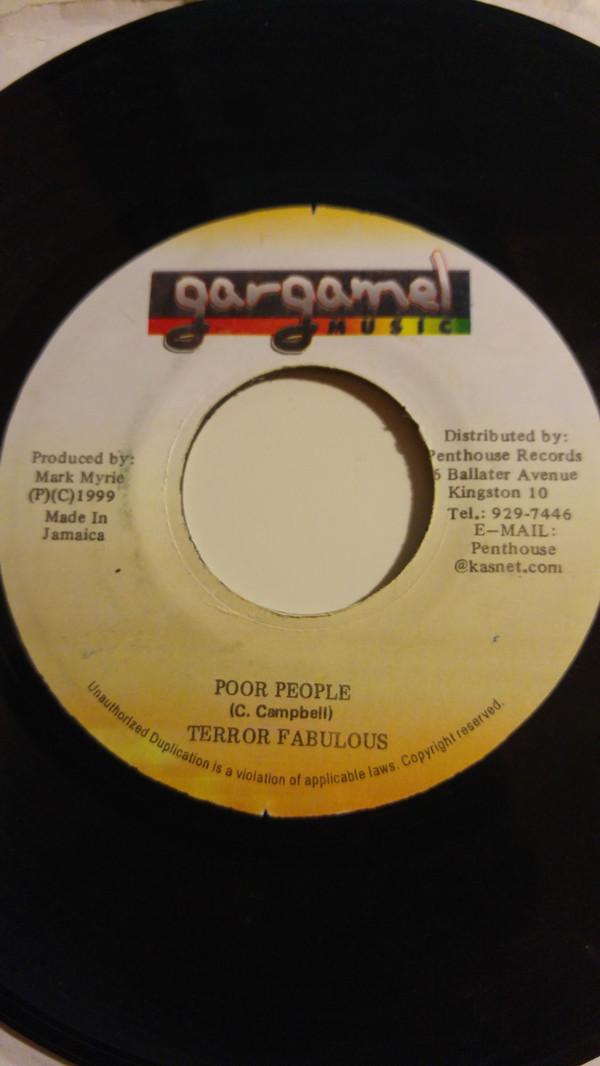 gargamel
MUSIC
Produced by:
Mark Myrie
(P)(C)1999
Made In
Jamaica
Distributed by:
Penthouse Records
6 Ballater Avenue
Kingston 10
Tel.: 929-7446
E-MAIL:
Penthouse
@kasnet.com
POOR PEOPLE
(C. Campbell)
TERROR FABULOUS
Unauthorized Duplication is a violation of applicable laws. Copyright reserved.